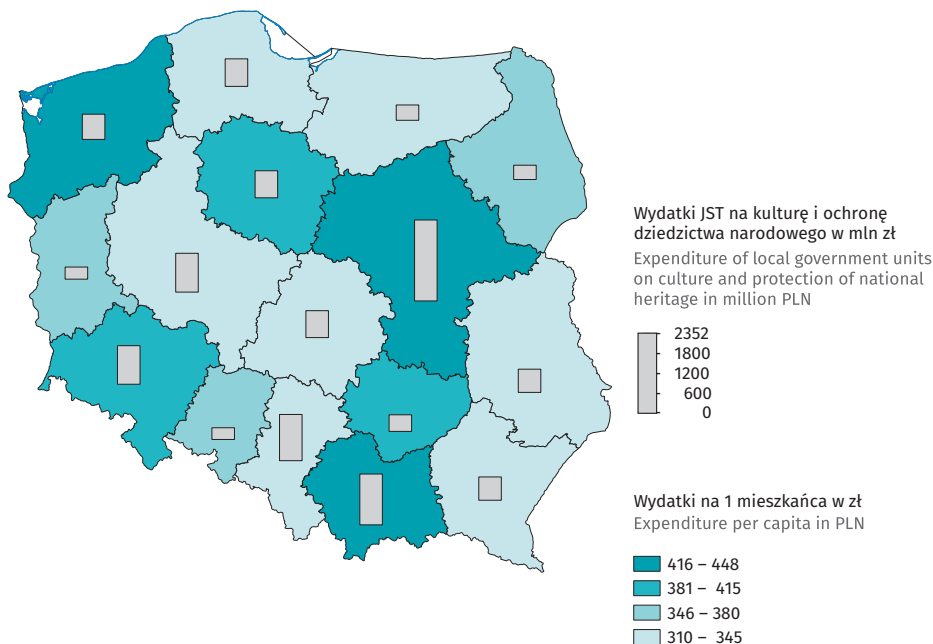 Wydatki JST na kulturę i ochronę
dziedzictwa narodowego w mln zł
Expenditure of local government units
on culture and protection of national
heritage in million PLN
2352
1800
1200
600
0
Wydatki na 1 mieszkańca w zł
Expenditure per capita in PLN
416 – 448
381 – 415
346 – 380
310 – 345